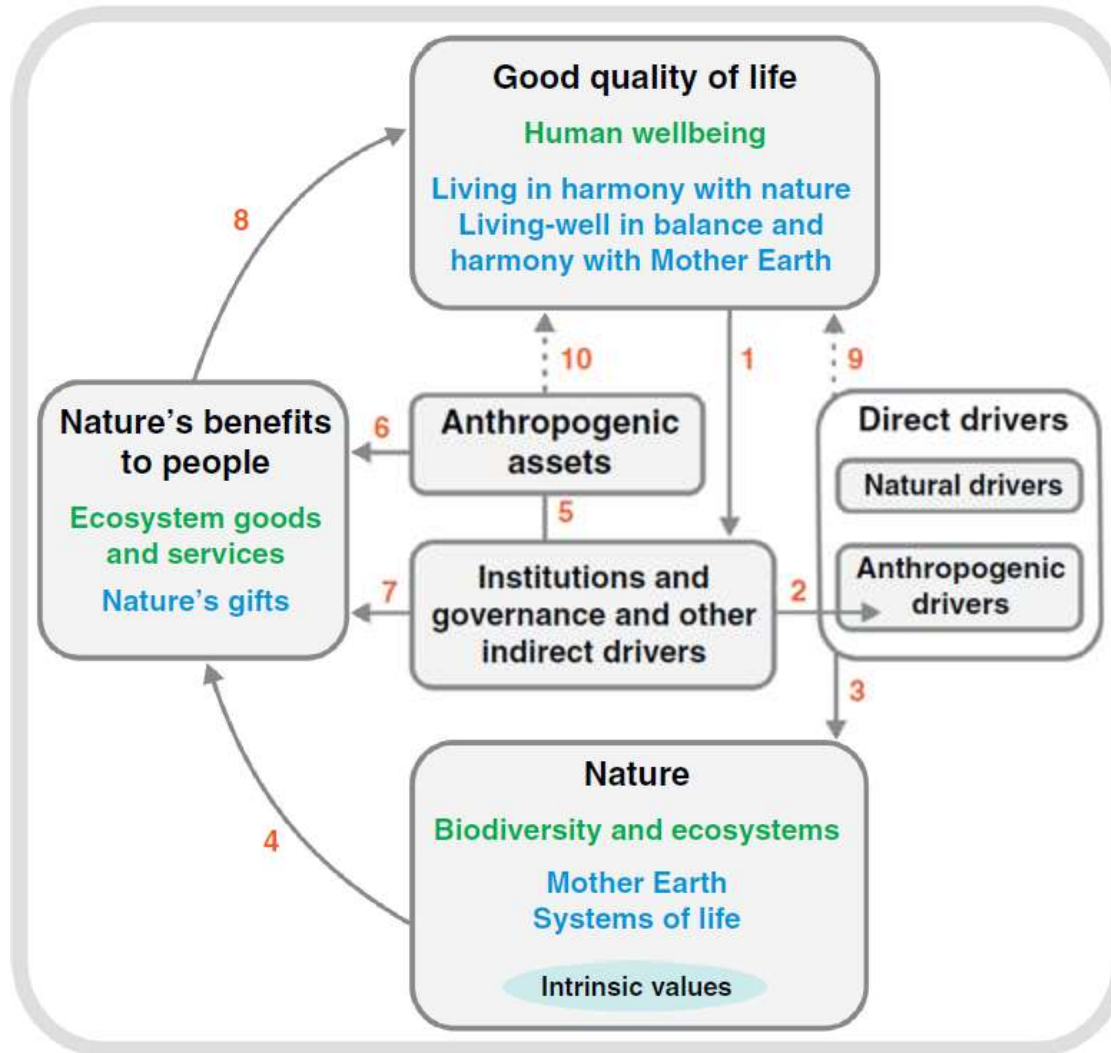 Good quality of life
Human wellbeing
Living in harmony with nature
Living-well in balance and
harmony with Mother Earth
8
10
1
9
Nature’s benefits
to people
Ecosystem goods
and services
Nature’s gifts
6
Anthropogenic
assets
5
7
Institutions and
governance and other
indirect drivers
2
Direct drivers
Natural drivers
Anthropogenic
drivers
3
4
Nature
Biodiversity and ecosystems
Mother Earth
Systems of life
Intrinsic values